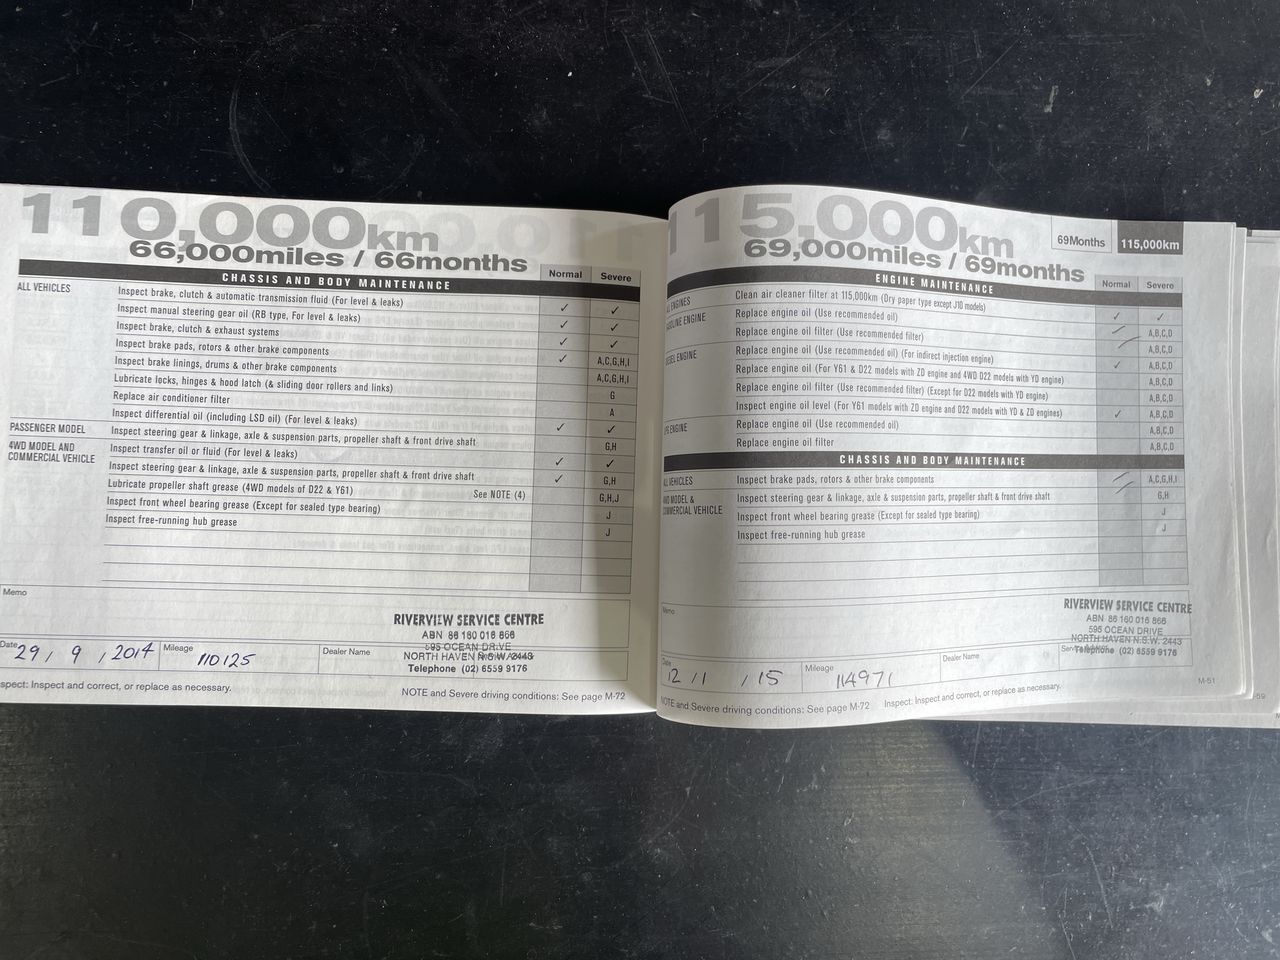 110,000km
66,000miles / 66months
Normal Severe
CHASSIS AND BODY MAINTENANCE
ALL VEHICLES Inspect brake, clutch & automatic transmission fluid (For level & leaks) ✓ ✓
Inspect manual steering gear oil (RB type, For level & leaks) ✓ ✓
Inspect brake, clutch & exhaust systems ✓ ✓
Inspect brake pads, rotors & other brake components ✓ A,C,G,H,I
Inspect brake linings, drums & other brake components A,C,G,H,I
Lubricate locks, hinges & hood latch (& sliding door rollers and links) G
Replace air conditioner filter A
Inspect differential oil (including LSD oil) (For level & leaks) ✓ ✓
PASSENGER MODEL Inspect steering gear & linkage, axle & suspension parts, propeller shaft & front drive shaft G,H
4WD MODEL AND COMMERCIAL VEHICLE Inspect transfer oil or fluid (For level & leaks) ✓ ✓
Inspect steering gear & linkage, axle & suspension parts, propeller shaft & front drive shaft ✓ G,H
Lubricate propeller shaft grease (4WD models of D22 & Y61) See NOTE (4) G,H,J
Inspect front wheel bearing grease (Except for sealed type bearing) J
Inspect free-running hub grease J
Memo
RIVERVIEW SERVICE CENTRE
ABN 86 160 016 866
595 OCEAN DRIVE
NORTH HAVEN N.S.W. 2443
Telephone (02) 6559 9176
Date 29 / 9 / 2014 Mileage 110125 Dealer Name
spect: Inspect and correct, or replace as necessary.
NOTE and Severe driving conditions: See page M-72
115,000km
69,000miles / 69months
69Months 115,000km
Normal Severe
ENGINE MAINTENANCE
ENGINES Clean air cleaner filter at 115,000km (Dry paper type except J10 models) ✓ ✓
ENGINE Replace engine oil (Use recommended oil) A,B,C,D
Replace engine oil filter (Use recommended filter) A,B,C,D
ENGINE Replace engine oil (Use recommended oil) (For indirect injection engine) ✓ A,B,C,D
Replace engine oil (For Y61 & D22 models with ZD engine and 4WD D22 models with YD engine) A,B,C,D
Replace engine oil filter (Use recommended filter) (Except for D22 models with YD engine) A,B,C,D
Inspect engine oil level (For Y61 models with ZD engine and D22 models with YD & ZD engines) ✓ A,B,C,D
ENGINE Replace engine oil (Use recommended oil) A,B,C,D
Replace engine oil filter A,B,C,D
CHASSIS AND BODY MAINTENANCE
VEHICLES Inspect brake pads, rotors & other brake components A,C,G,H,I
4WD MODEL & COMMERCIAL VEHICLE Inspect steering gear & linkage, axle & suspension parts, propeller shaft & front drive shaft G,H
Inspect front wheel bearing grease (Except for sealed type bearing) J
Inspect free-running hub grease J
Memo
RIVERVIEW SERVICE CENTRE
ABN 86 160 016 866
595 OCEAN DRIVE
NORTH HAVEN N.S.W. 2443
Telephone (02) 6559 9176
Date 12 / 1 / 15 Mileage 114971 Dealer Name
M-51
NOTE and Severe driving conditions: See page M-72 Inspect: Inspect and correct, or replace as necessary.
-59